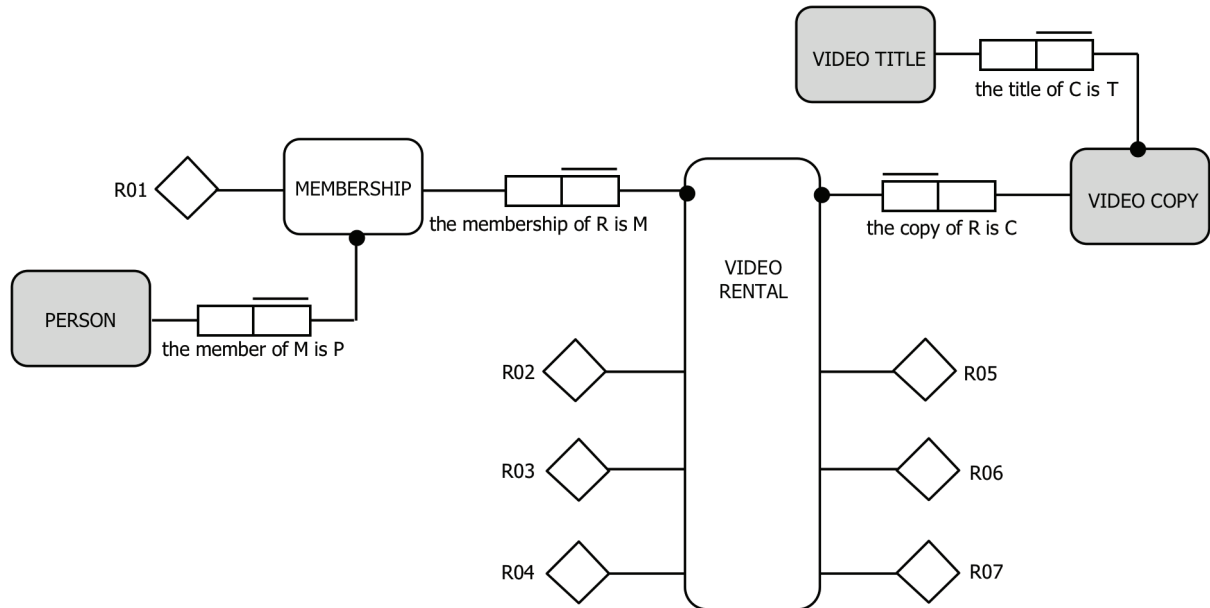 VIDEO TITLE
the title of C is T
R01
MEMBERSHIP
the membership of R is M
the copy of R is C
VIDEO COPY
VIDEO
RENTAL
PERSON
the member of M is P
R02
R05
R03
R06
R04
R07